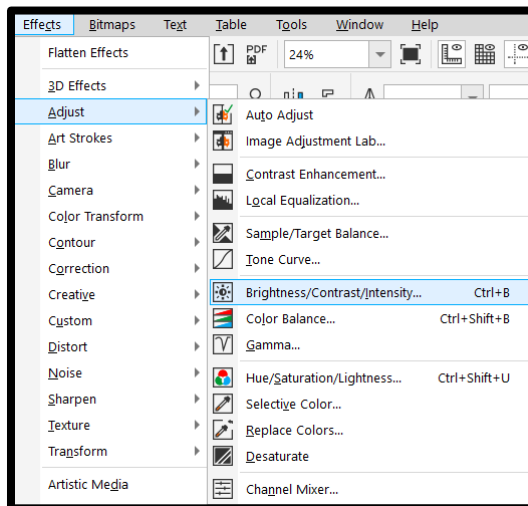 Effects Bitmaps Text Table Tools Window Help
Flatten Effects
PDF
24%
3D Effects
Adjust
Art Strokes
Blur
Camera
Color Transform
Contour
Correction
Creative
Custom
Distort
Noise
Sharpen
Texture
Transform
Artistic Media
Auto Adjust
Image Adjustment Lab...
Contrast Enhancement...
Local Equalization...
Sample/Target Balance...
Tone Curve...
Brightness/Contrast/Intensity... Ctrl+B
Color Balance... Ctrl+Shift+B
Gamma...
Hue/Saturation/Lightness... Ctrl+Shift+U
Selective Color...
Replace Colors...
Desaturate
Channel Mixer...